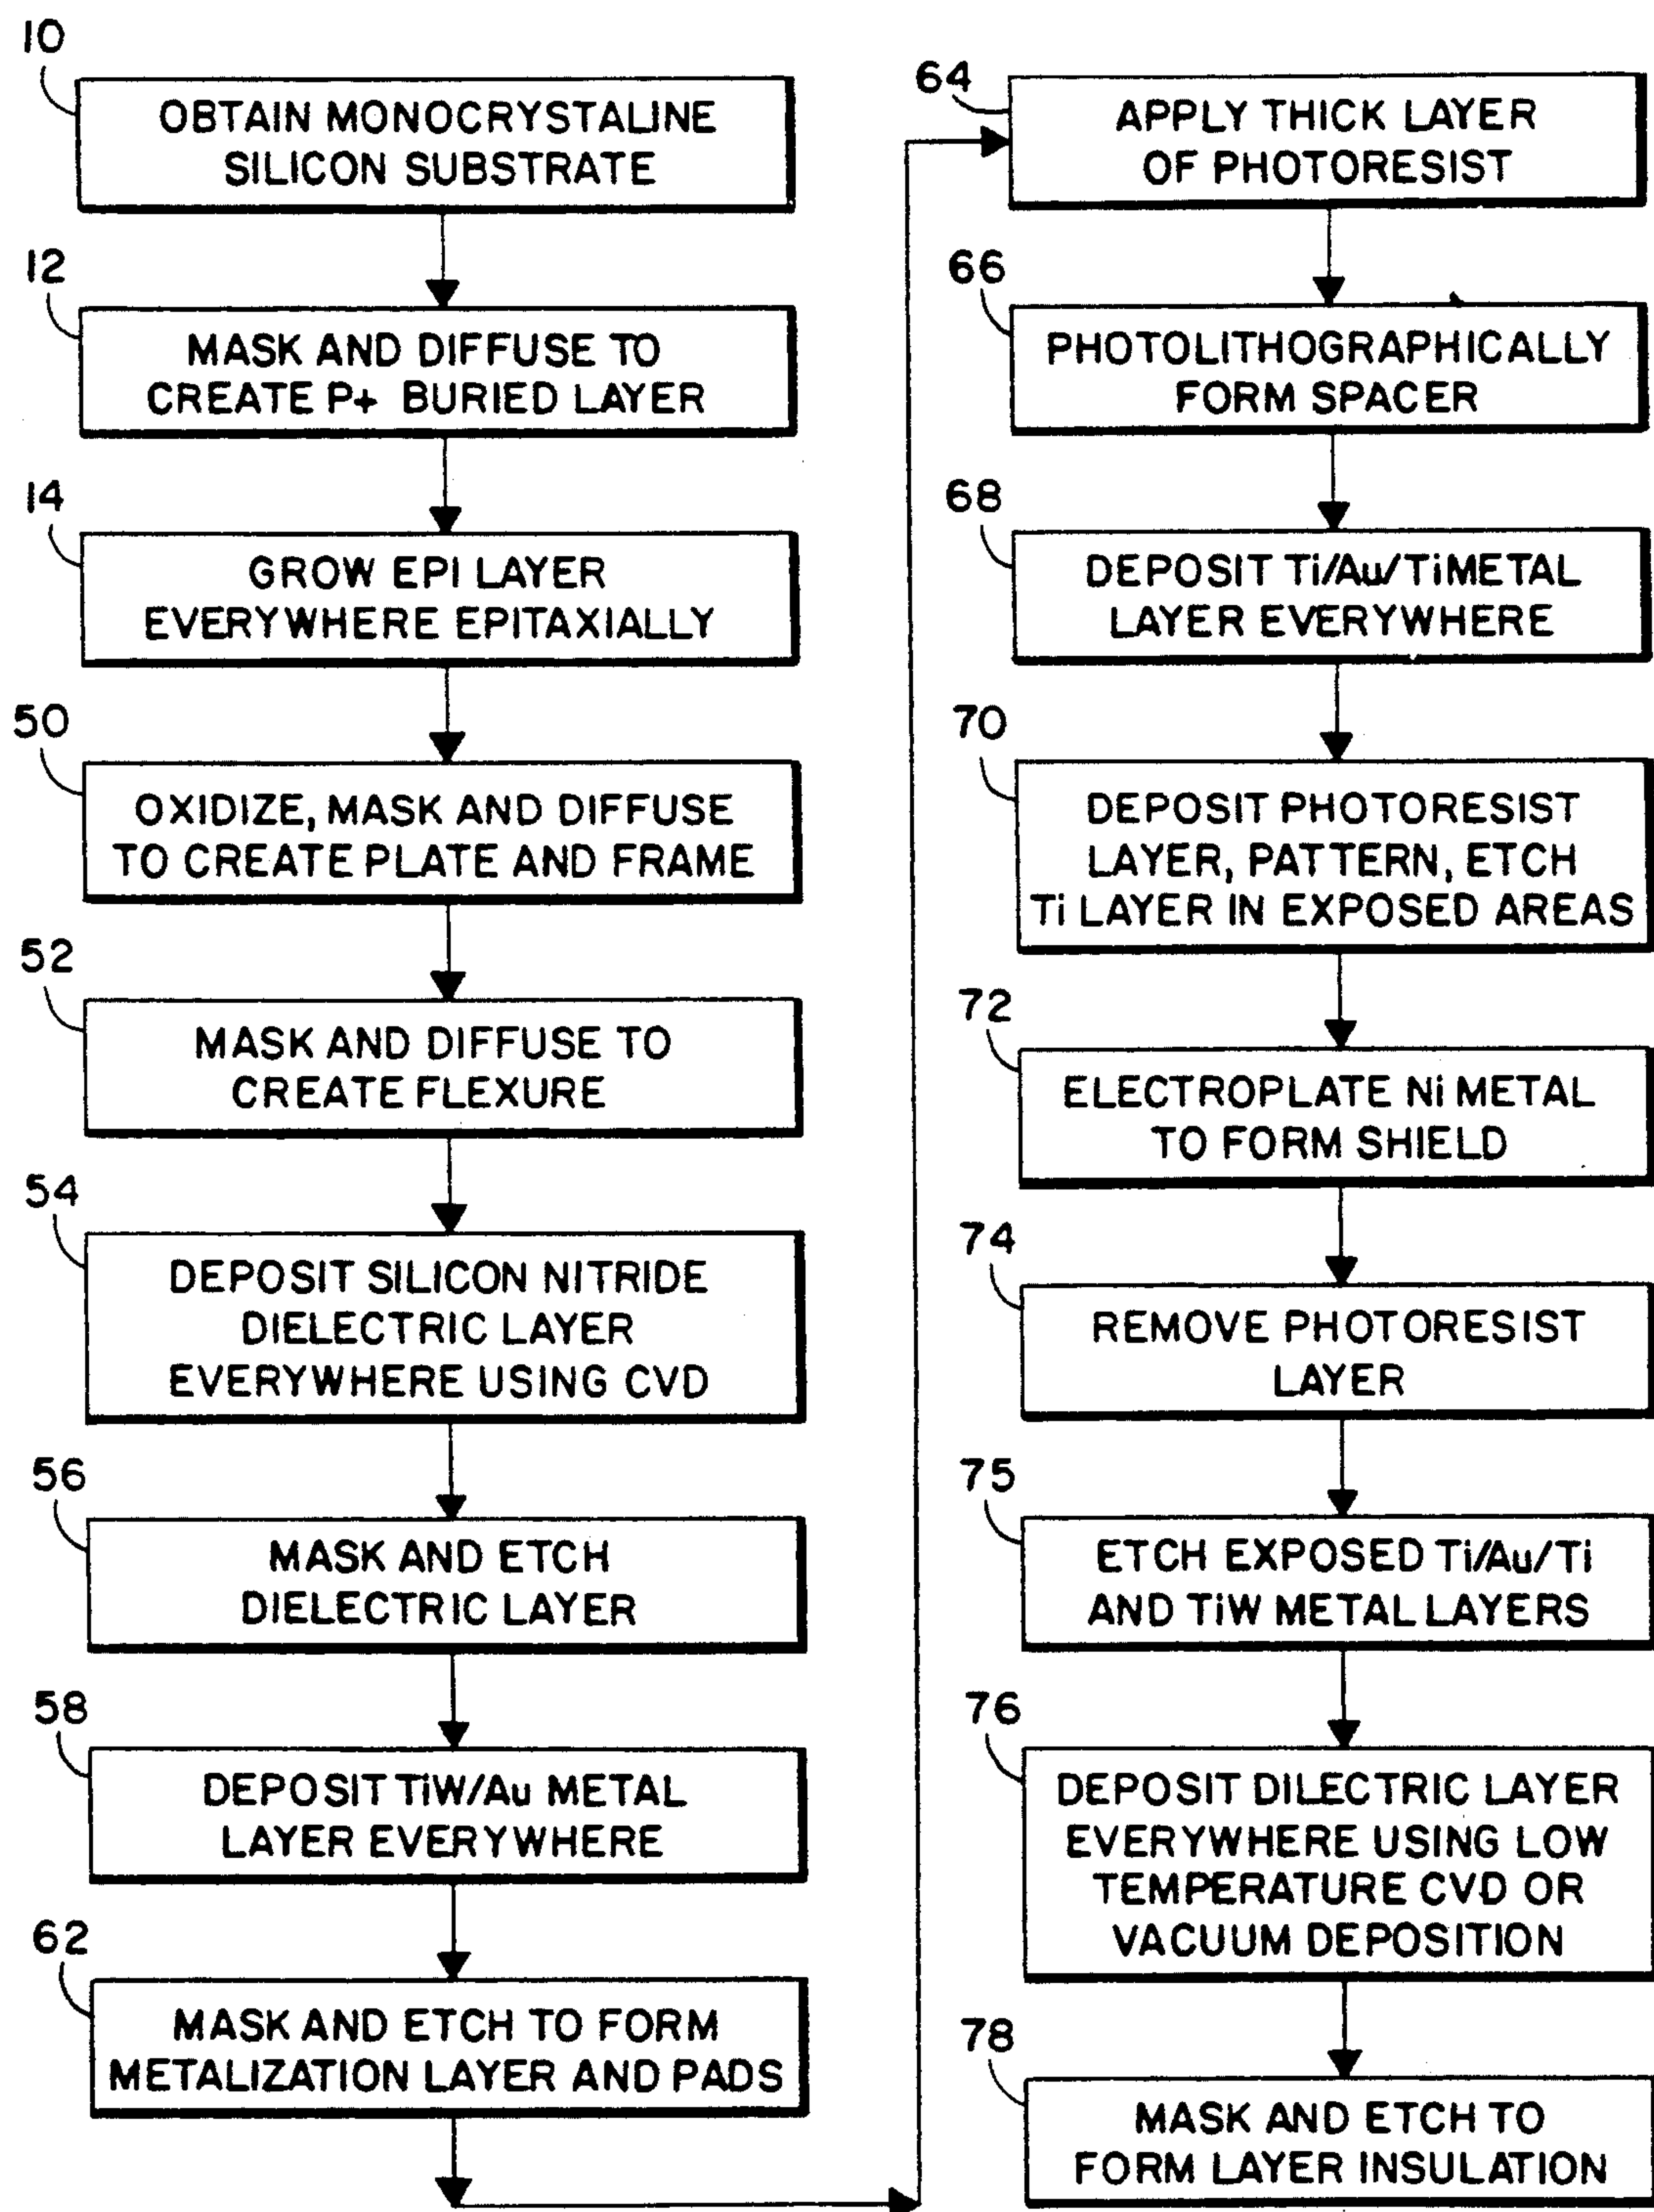 10
OBTAIN MONOCRYSTALINE
SILICON SUBSTRATE
12
MASK AND DIFFUSE TO
CREATE P+ BURIED LAYER
14
GROW EPI LAYER
EVERYWHERE EPITAXIALLY
50
OXIDIZE, MASK AND DIFFUSE
TO CREATE PLATE AND FRAME
52
MASK AND DIFFUSE TO
CREATE FLEXURE
54
DEPOSIT SILICON NITRIDE
DIELECTRIC LAYER
EVERYWHERE USING CVD
56
MASK AND ETCH
DIELECTRIC LAYER
58
DEPOSIT TiW/Au METAL
LAYER EVERYWHERE
62
MASK AND ETCH TO FORM
METALIZATION LAYER AND PADS
64
APPLY THICK LAYER
OF PHOTORESIST
66
PHOTOLITHOGRAPHICALLY
FORM SPACER
68
DEPOSIT Ti/Au/TiMETAL
LAYER EVERYWHERE
70
DEPOSIT PHOTORESIST
LAYER, PATTERN, ETCH
Ti LAYER IN EXPOSED AREAS
72
ELECTROPLATE Ni METAL
TO FORM SHIELD
74
REMOVE PHOTORESIST
LAYER
75
ETCH EXPOSED Ti/Au/Ti
AND TiW METAL LAYERS
76
DEPOSIT DILECTRIC LAYER
EVERYWHERE USING LOW
TEMPERATURE CVD OR
VACUUM DEPOSITION
78
MASK AND ETCH TO
FORM LAYER INSULATION